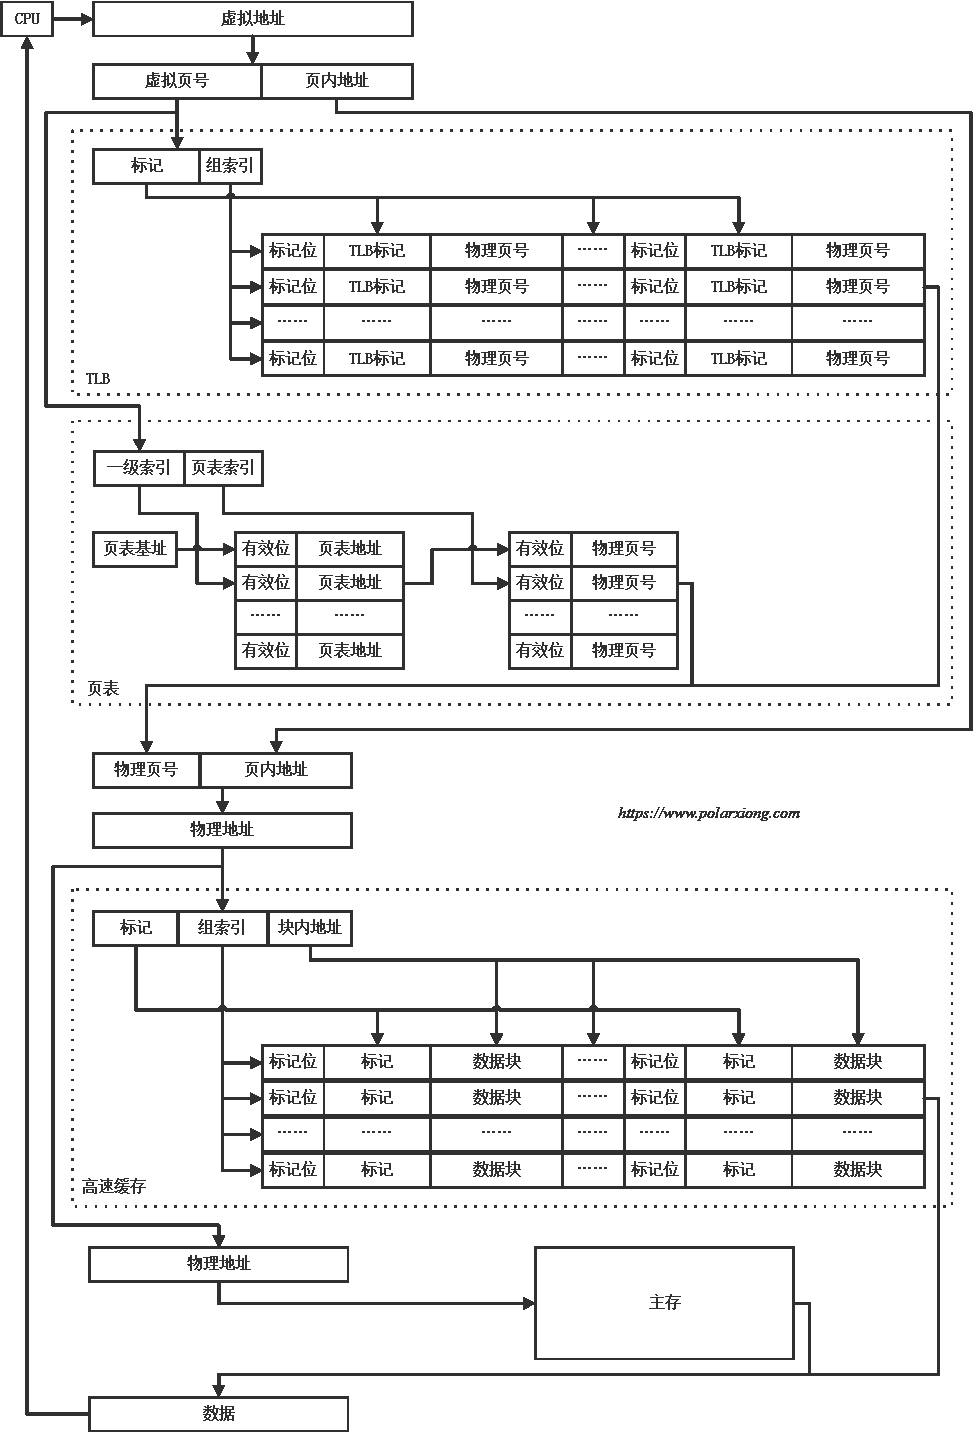 CPU 虚拟地址
虚拟页号 页内地址
标记 组索引
标记位 TLB标记 物理页号 ······ 标记位 TLB标记 物理页号
标记位 TLB标记 物理页号 ······ 标记位 TLB标记 物理页号
······ ······ ······ ······ ······ ······ ······
标记位 TLB标记 物理页号 ······ 标记位 TLB标记 物理页号
TLB
一级索引 页表索引
页表基址 有效位 页表地址 有效位 物理页号
有效位 页表地址 有效位 物理页号
······ ······ ······ ······
有效位 页表地址 有效位 物理页号
页表
物理页号 页内地址
https://www.polarxiong.com
物理地址
标记 组索引 块内地址
标记位 标记 数据块 ······ 标记位 标记 数据块
标记位 标记 数据块 ······ 标记位 标记 数据块
······ ······ ······ ······ ······ ······ ······
标记位 标记 数据块 ······ 标记位 标记 数据块
高速缓存
物理地址
主存
数据